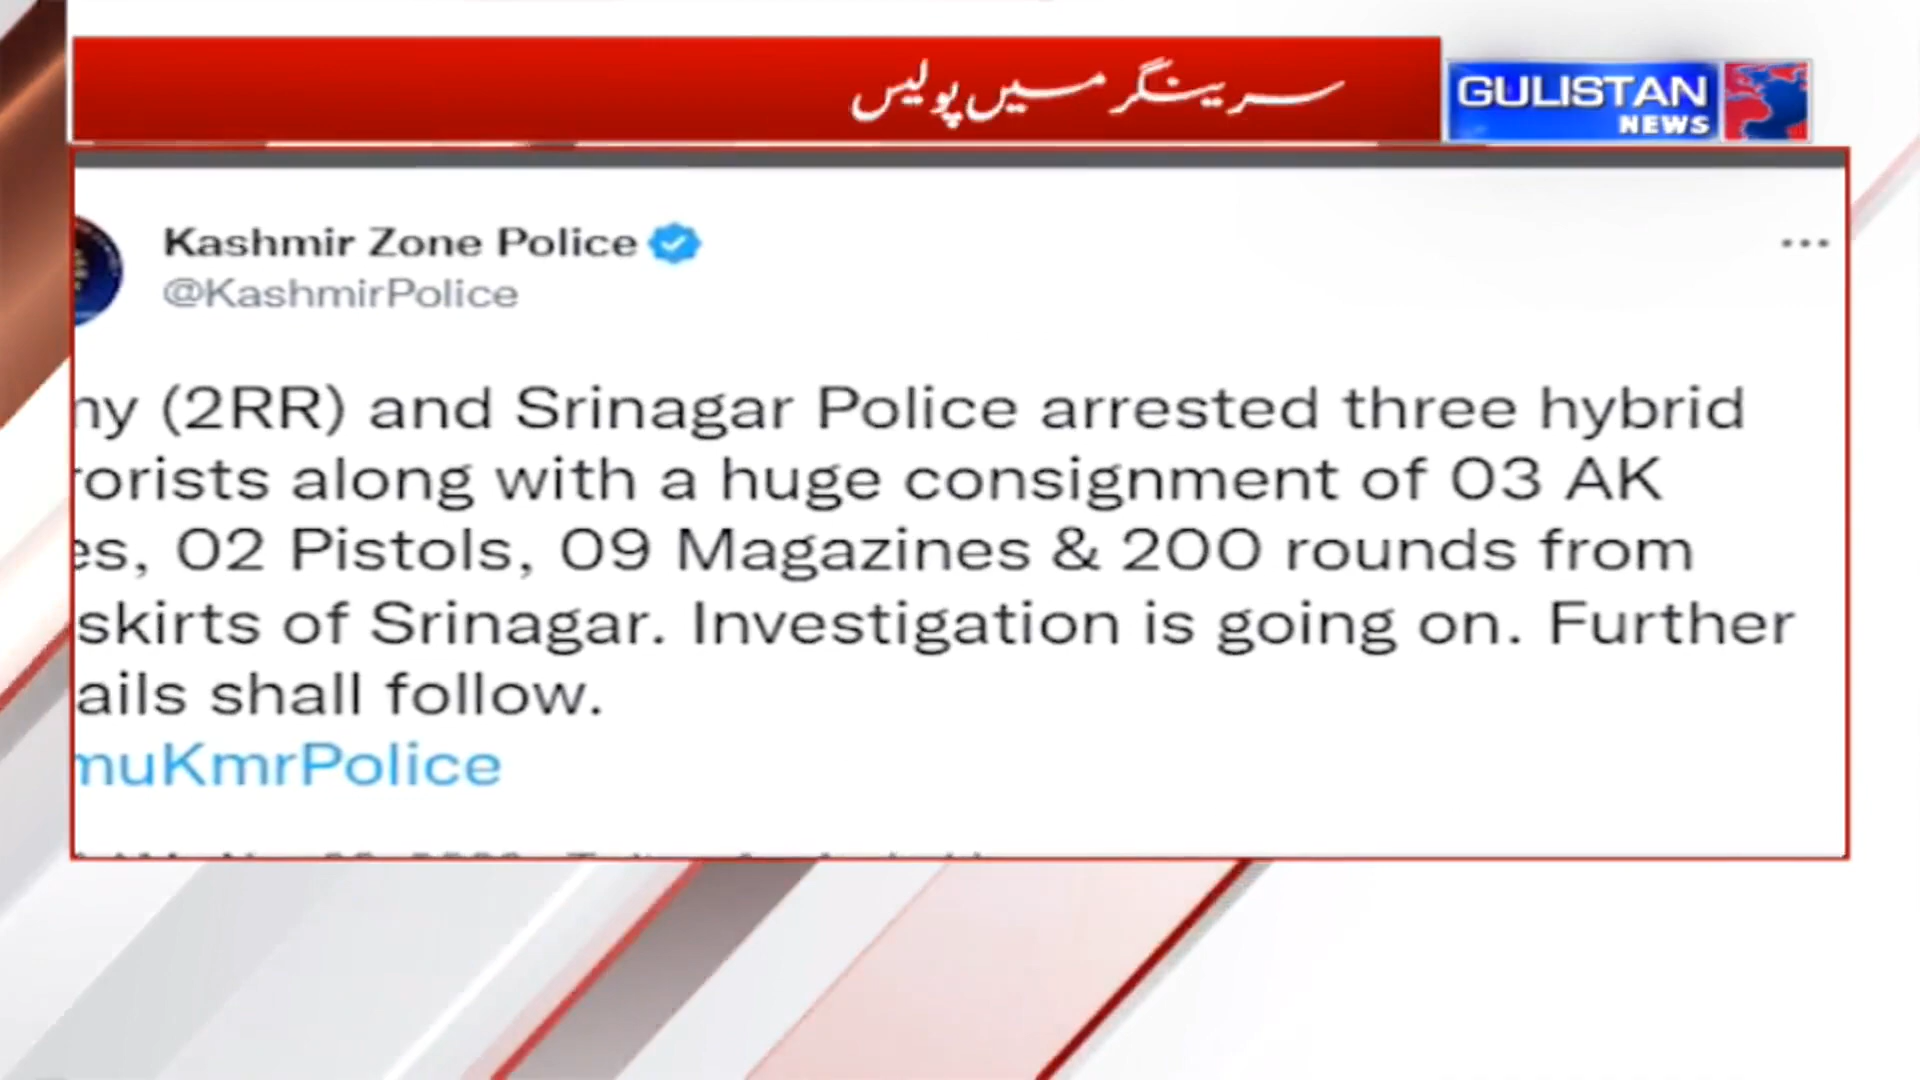 سرینگر میں پولیس
GULISTAN
NEWS
Kashmir Zone Police
@KashmirPolice
ny (2RR) and Srinagar Police arrested three hybrid
rorists along with a huge consignment of 03 AK
es, 02 Pistols, 09 Magazines & 200 rounds from
skirts of Srinagar. Investigation is going on. Further
ails shall follow.
muKmrPolice